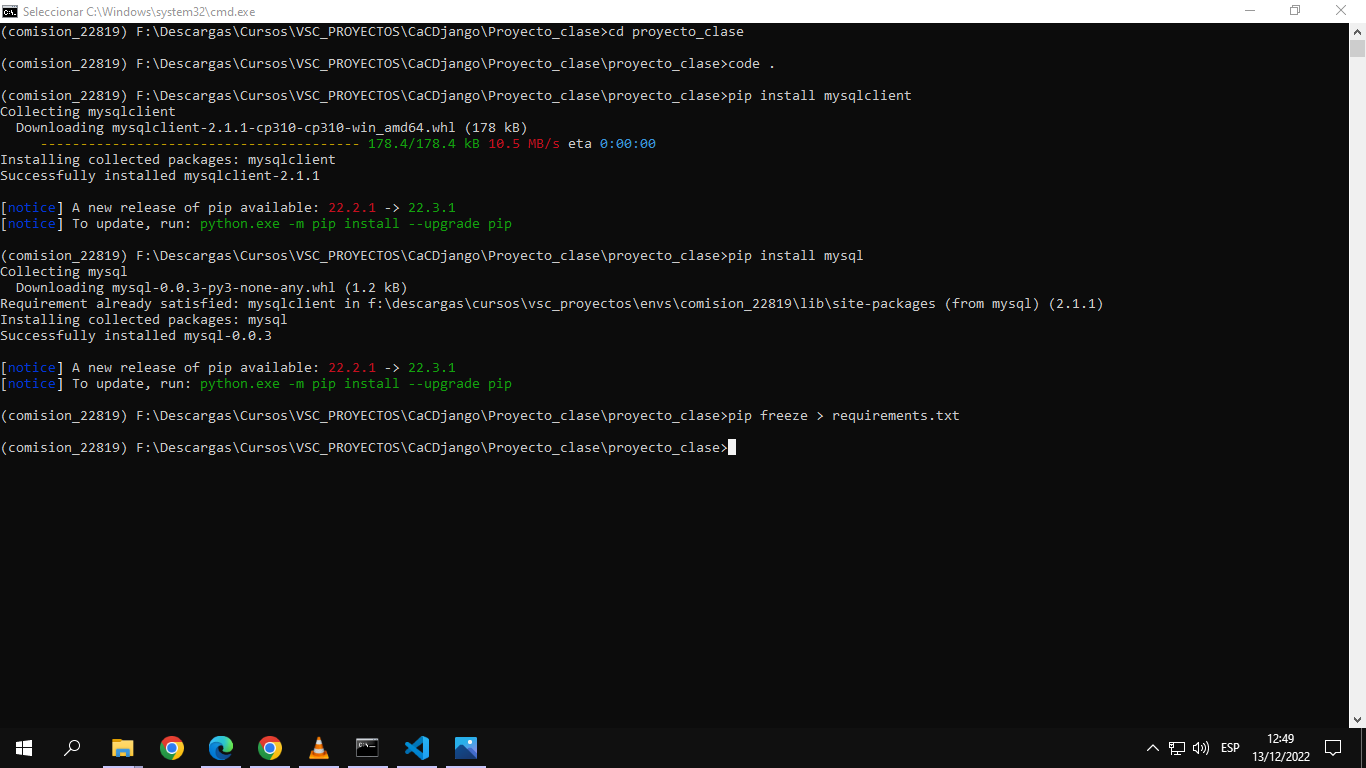 Seleccionar C:\Windows\system32\cmd.exe
(comision_22819) F:\Descargas\Cursos\VSC_PROYECTOS\CaCDjango\Proyecto_clase>cd proyecto_clase
(comision_22819) F:\Descargas\Cursos\VSC_PROYECTOS\CaCDjango\Proyecto_clase\proyecto_clase>code .
(comision_22819) F:\Descargas\Cursos\VSC_PROYECTOS\CaCDjango\Proyecto_clase\proyecto_clase>pip install mysqlclient
Collecting mysqlclient
  Downloading mysqlclient-2.1.1-cp310-cp310-win_amd64.whl (178 kB)
     ---------------------------------------- 178.4/178.4 kB 10.5 MB/s eta 0:00:00
Installing collected packages: mysqlclient
Successfully installed mysqlclient-2.1.1
[notice] A new release of pip available: 22.2.1 -> 22.3.1
[notice] To update, run: python.exe -m pip install --upgrade pip
(comision_22819) F:\Descargas\Cursos\VSC_PROYECTOS\CaCDjango\Proyecto_clase\proyecto_clase>pip install mysql
Collecting mysql
  Downloading mysql-0.0.3-py3-none-any.whl (1.2 kB)
Requirement already satisfied: mysqlclient in f:\descargas\cursos\vsc_proyectos\envs\comision_22819\lib\site-packages (from mysql) (2.1.1)
Installing collected packages: mysql
Successfully installed mysql-0.0.3
[notice] A new release of pip available: 22.2.1 -> 22.3.1
[notice] To update, run: python.exe -m pip install --upgrade pip
(comision_22819) F:\Descargas\Cursos\VSC_PROYECTOS\CaCDjango\Proyecto_clase\proyecto_clase>pip freeze > requirements.txt
(comision_22819) F:\Descargas\Cursos\VSC_PROYECTOS\CaCDjango\Proyecto_clase\proyecto_clase>
ESP
12:49
13/12/2022